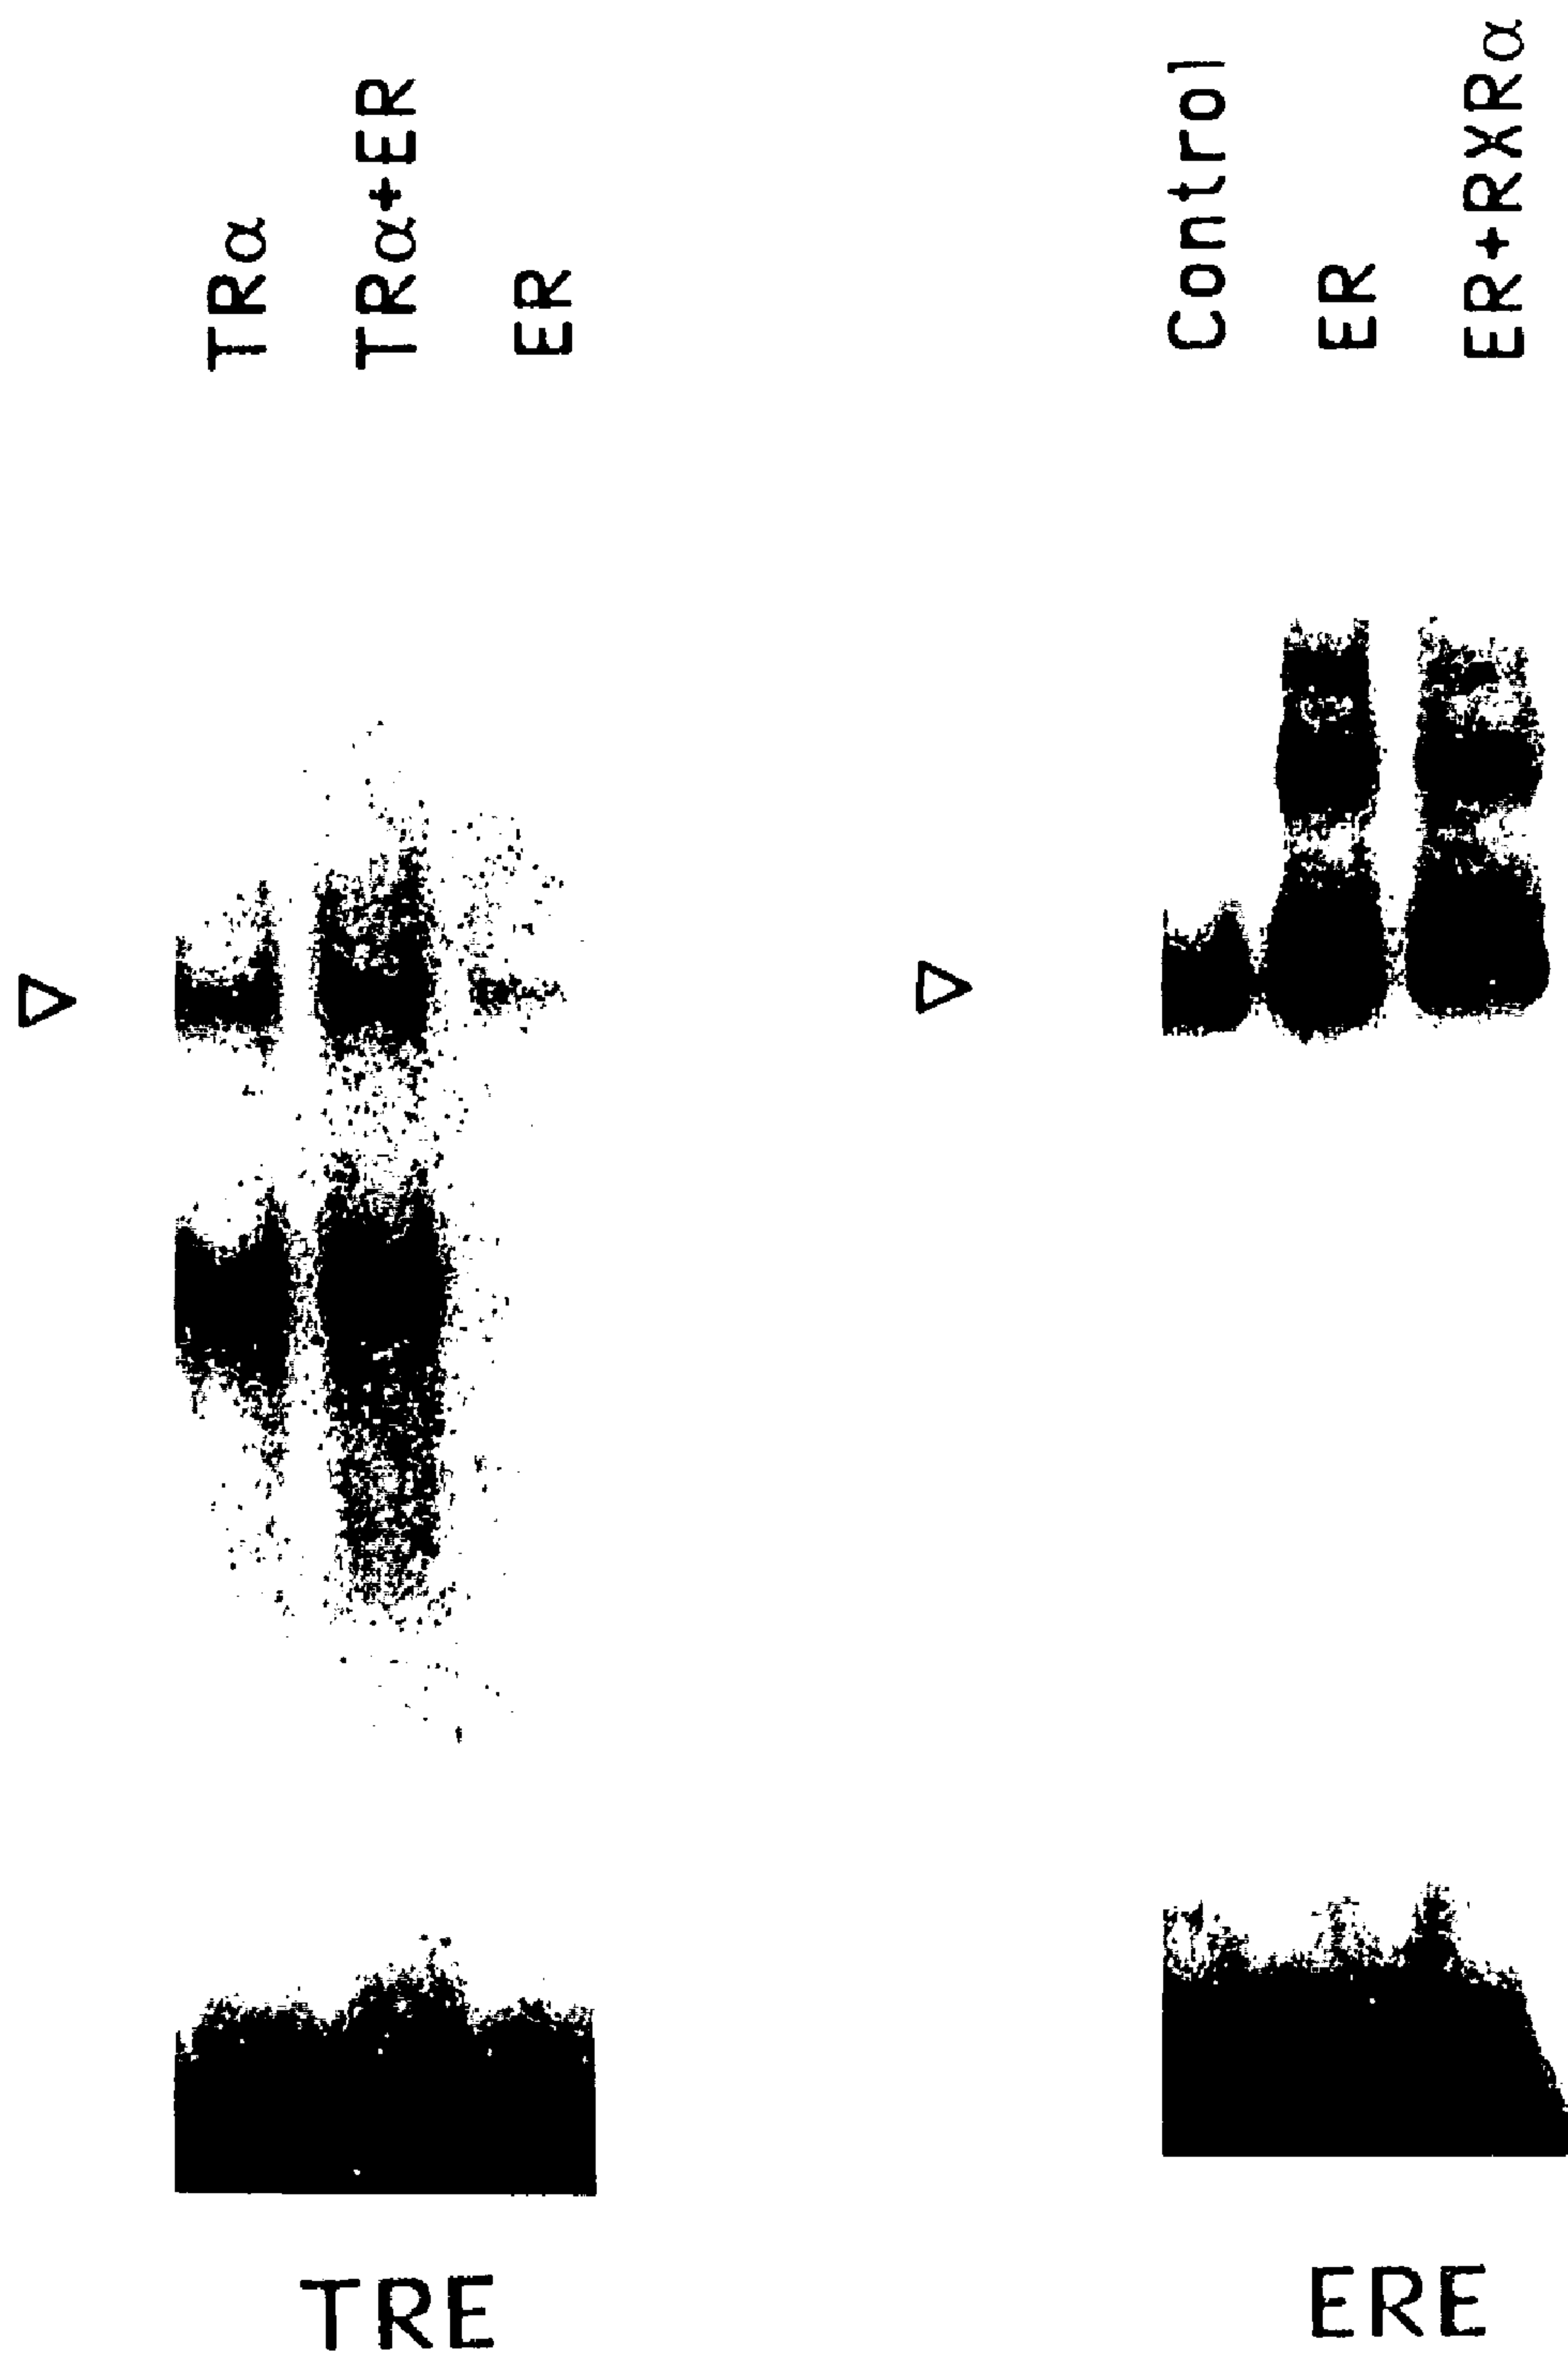 TRα
TRα+ER
ER
Control
ER
ER+RXRα
TRE
ERE